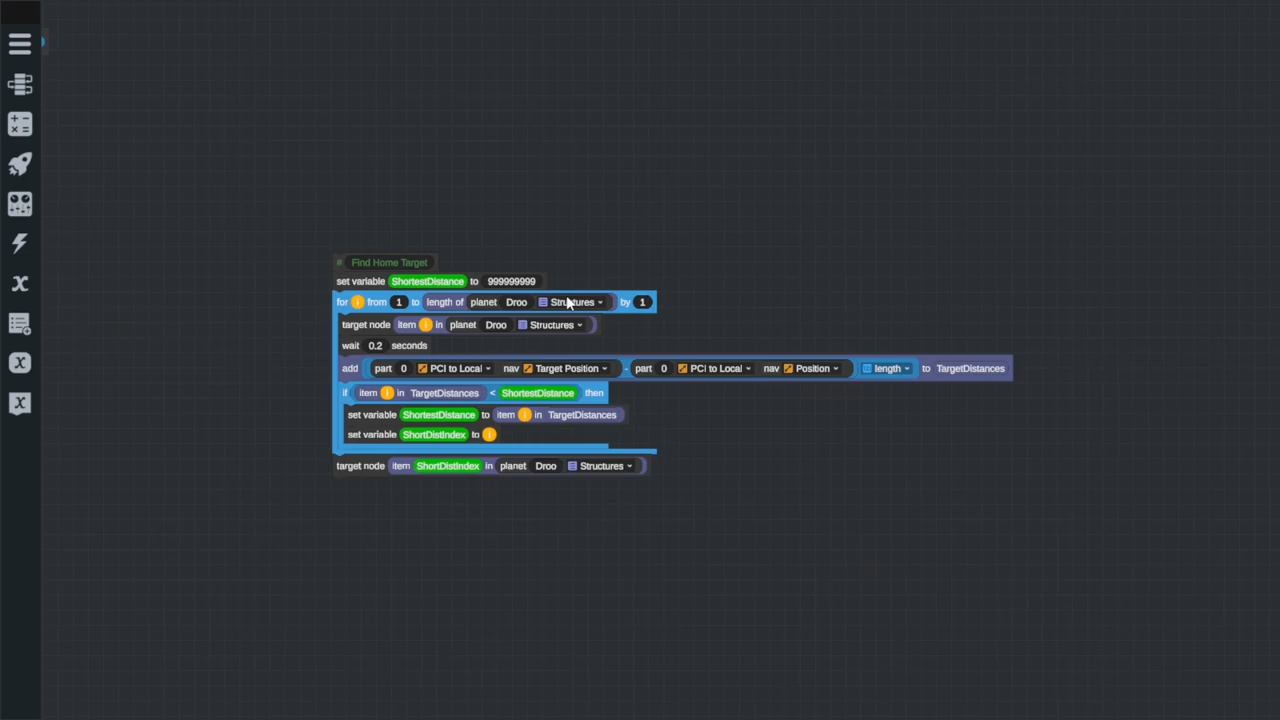 # Find Home Target
set variable ShortestDistance to 999999999
for i from 1 to length of planet Droo Structures by 1
target node item i in planet Droo Structures
wait 0.2 seconds
add part 0 PCI to Local nav Target Position - part 0 PCI to Local nav Position length to TargetDistances
if item i in TargetDistances < ShortestDistance then
set variable ShortestDistance to item i in TargetDistances
set variable ShortDistIndex to i
target node item ShortDistIndex in planet Droo Structures